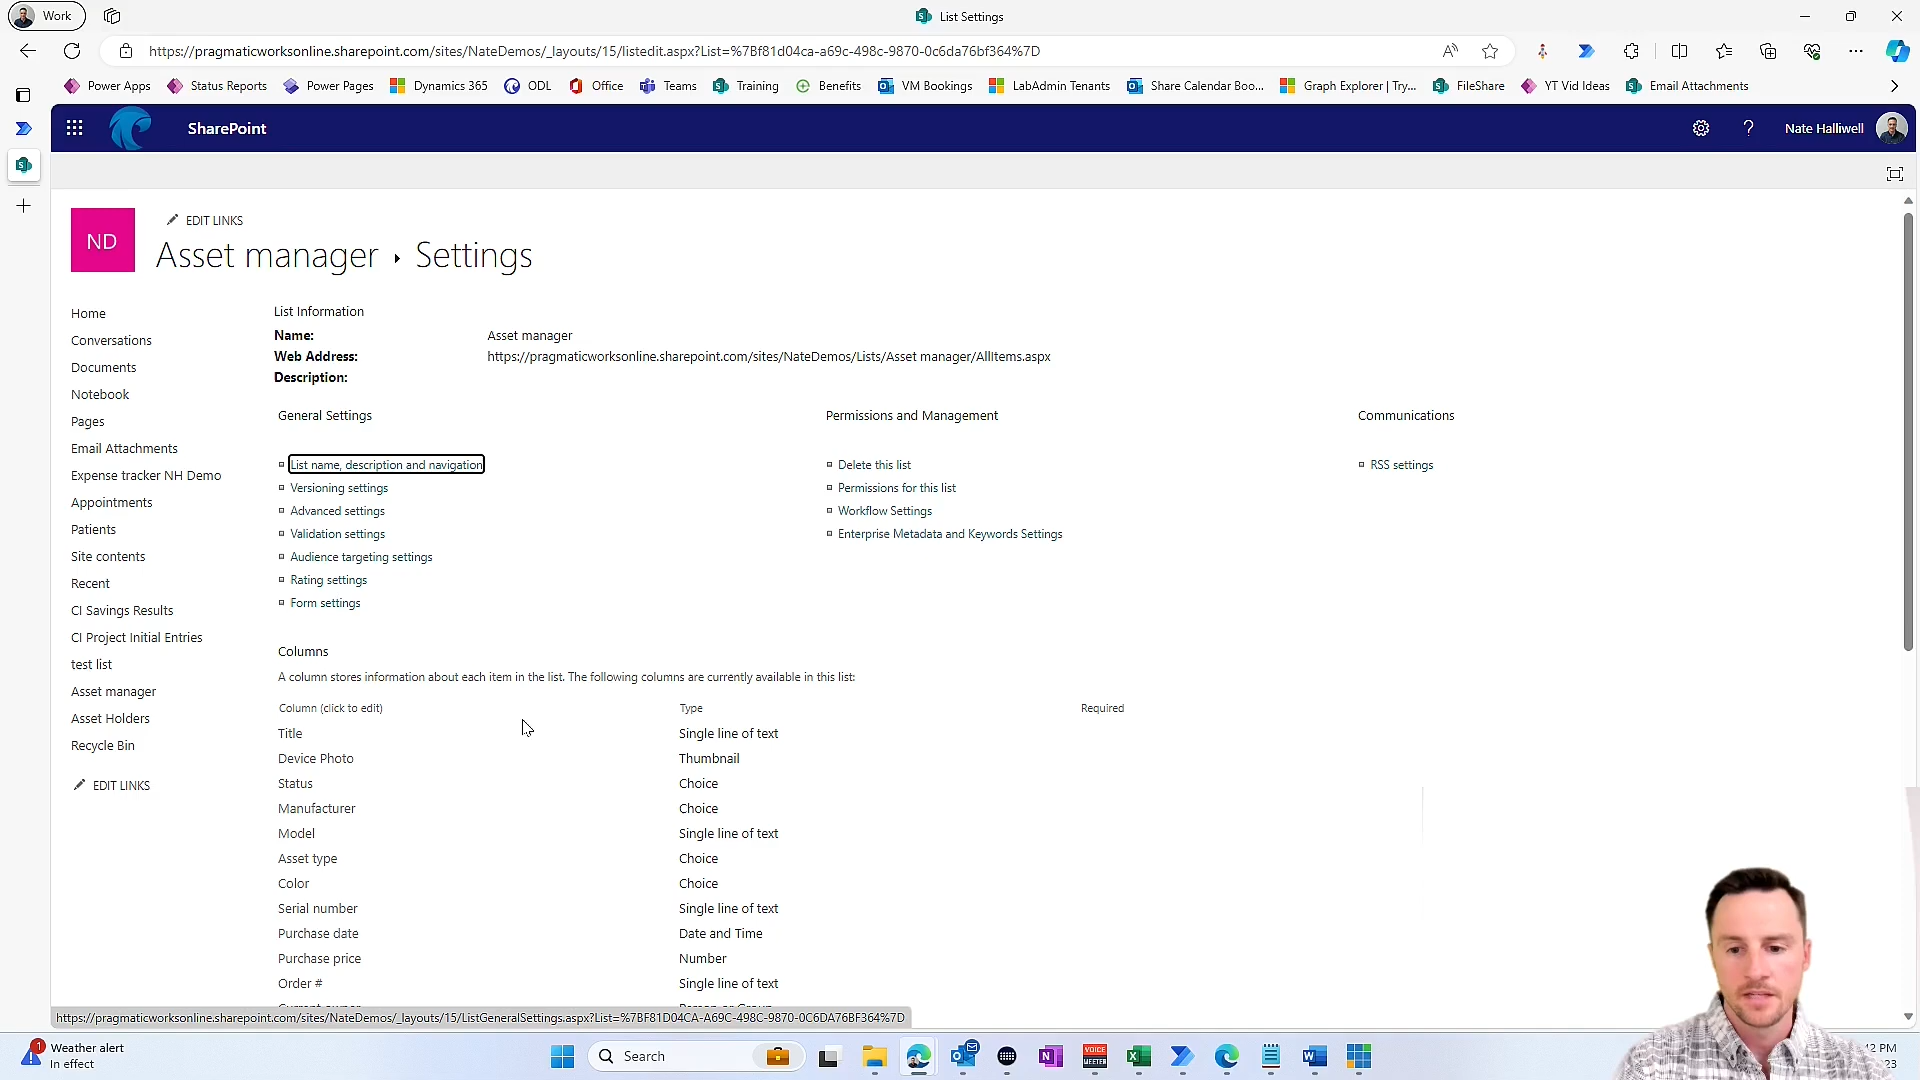 Work
List Settings
https://pragmaticworksonline.sharepoint.com/sites/NateDemos/_layouts/15/listedit.aspx?List=%7Bf81d04ca-a69c-498c-9870-0c6da76bf364%7D
Power Apps
Status Reports
Power Pages
Dynamics 365
ODL
Office
Teams
Training
Benefits
VM Bookings
LabAdmin Tenants
Share Calendar Boo...
Graph Explorer | Try...
FileShare
YT Vid Ideas
Email Attachments
SharePoint
Nate Halliwell
ND
EDIT LINKS
Asset manager ▸ Settings
Home
Conversations
Documents
Notebook
Pages
Email Attachments
Expense tracker NH Demo
Appointments
Patients
Site contents
Recent
CI Savings Results
CI Project Initial Entries
test list
Asset manager
Asset Holders
Recycle Bin
EDIT LINKS
List Information
Name: Asset manager
Web Address: https://pragmaticworksonline.sharepoint.com/sites/NateDemos/Lists/Asset manager/AllItems.aspx
Description:
General Settings
List name, description and navigation
Versioning settings
Advanced settings
Validation settings
Audience targeting settings
Rating settings
Form settings
Permissions and Management
Delete this list
Permissions for this list
Workflow Settings
Enterprise Metadata and Keywords Settings
Communications
RSS settings
Columns
A column stores information about each item in the list. The following columns are currently available in this list:
Column (click to edit) Type Required
Title Single line of text
Device Photo Thumbnail
Status Choice
Manufacturer Choice
Model Single line of text
Asset type Choice
Color Choice
Serial number Single line of text
Purchase date Date and Time
Purchase price Number
Order # Single line of text
https://pragmaticworksonline.sharepoint.com/sites/NateDemos/_layouts/15/ListGeneralSettings.aspx?List=%7BF81D04CA-A69C-498C-9870-0C6DA76BF364%7D
1
Weather alert
In effect
Search
VOICE
MEETER